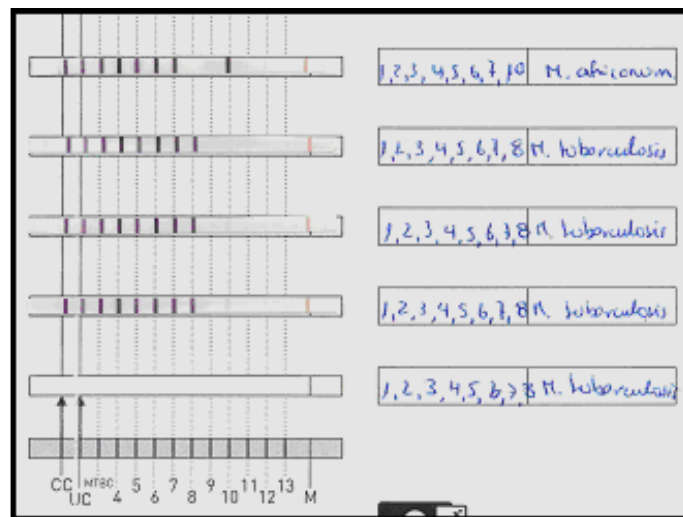 1,2,3,4,5,6,7,10 M. africanum.
1,2,3,4,5,6,7,8 M. tuberculosis
1,2,3,4,5,6,7,8 M. tuberculosis
1,2,3,4,5,6,7,8 M. tuberculosis
1,2,3,4,5,6,7,8 M. tuberculosis
CC MTBC 5 7 9 11 13 M
UC 4 6 8 10 12